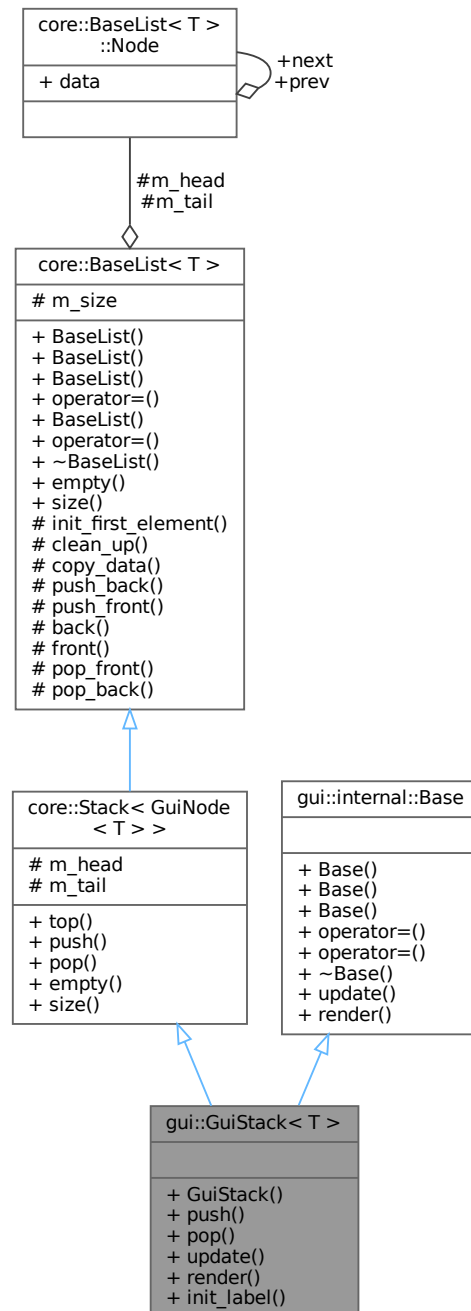 core::BaseList< T >
::Node
+ data
+next
+prev
#m_head
#m_tail
core::BaseList< T >
# m_size
+ BaseList()
+ BaseList()
+ BaseList()
+ operator=()
+ BaseList()
+ operator=()
+ ~BaseList()
+ empty()
+ size()
# init_first_element()
# clean_up()
# copy_data()
# push_back()
# push_front()
# back()
# front()
# pop_front()
# pop_back()
core::Stack< GuiNode
< T > >
# m_head
# m_tail
+ top()
+ push()
+ pop()
+ empty()
+ size()
gui::internal::Base
+ Base()
+ Base()
+ Base()
+ operator=()
+ operator=()
+ ~Base()
+ update()
+ render()
gui::GuiStack< T >
+ GuiStack()
+ push()
+ pop()
+ update()
+ render()
+ init_label()